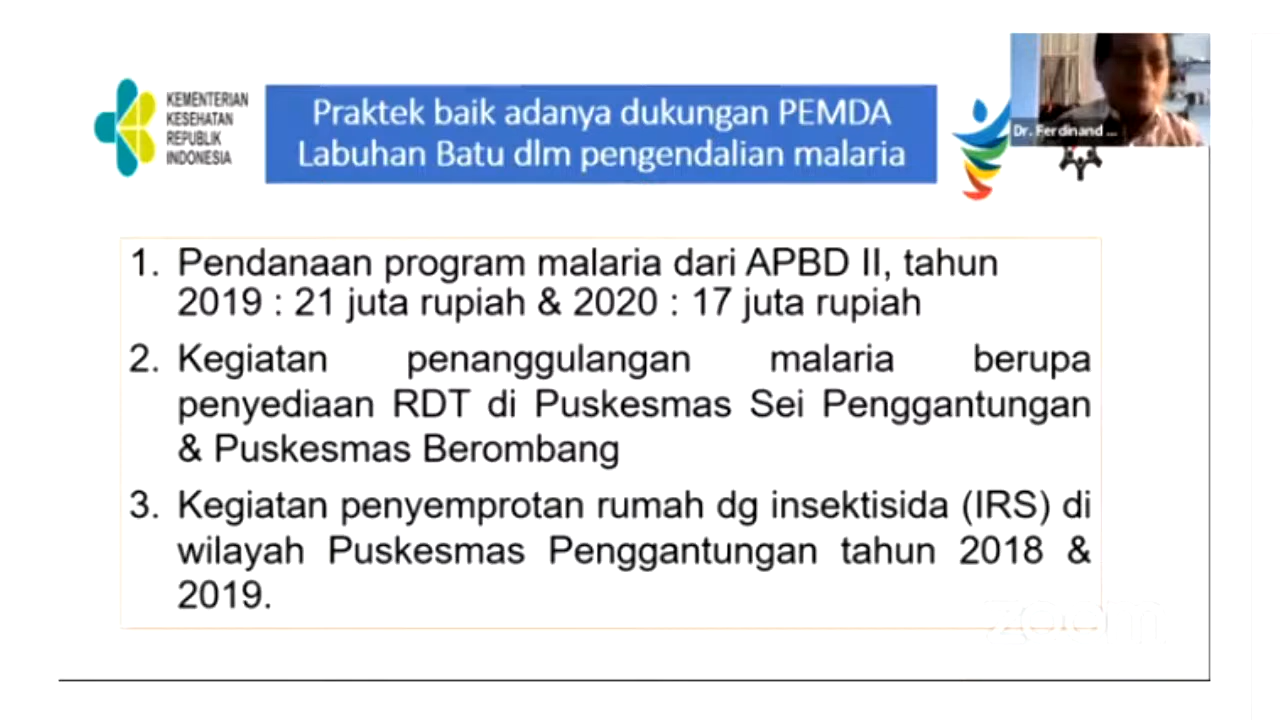 KEMENTERIAN
KESEHATAN
REPUBLIK
INDONESIA
Praktek baik adanya dukungan PEMDA
Labuhan Batu dlm pengendalian malaria
Dr. Ferdinand ...
1. Pendanaan program malaria dari APBD II, tahun
2019 : 21 juta rupiah & 2020 : 17 juta rupiah
2. Kegiatan penanggulangan malaria berupa
penyediaan RDT di Puskesmas Sei Penggantungan
& Puskesmas Berombang
3. Kegiatan penyemprotan rumah dg insektisida (IRS) di
wilayah Puskesmas Penggantungan tahun 2018 &
2019.
zoom